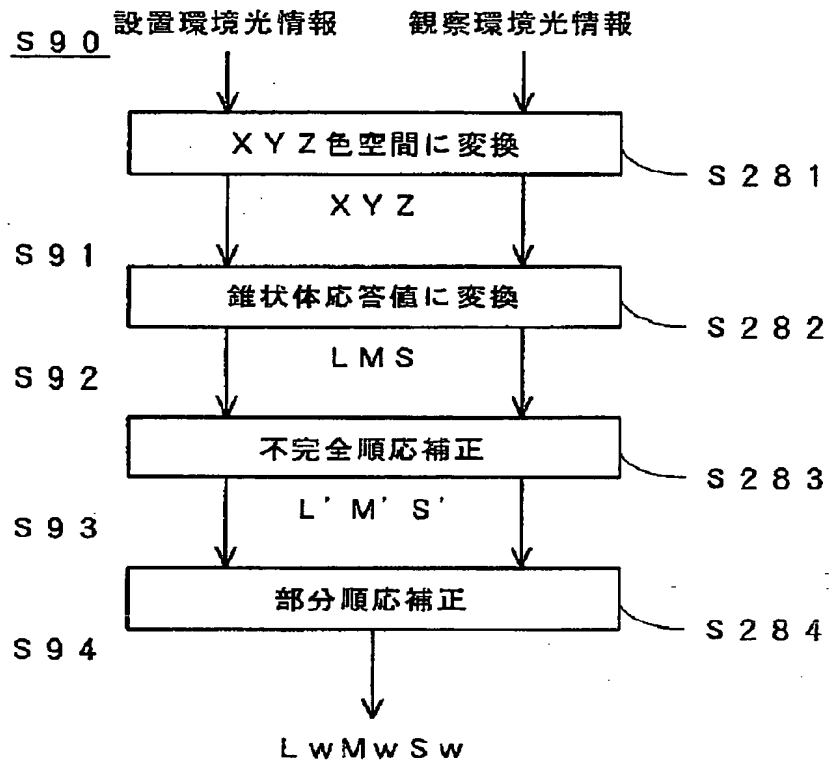 S90 設置環境光情報 観察環境光情報
XYZ色空間に変換
S281
XYZ
S91
錐状体応答値に変換
S282
LMS
S92
不完全順応補正
S283
L'M'S'
S93
部分順応補正
S284
S94
LwMwSw